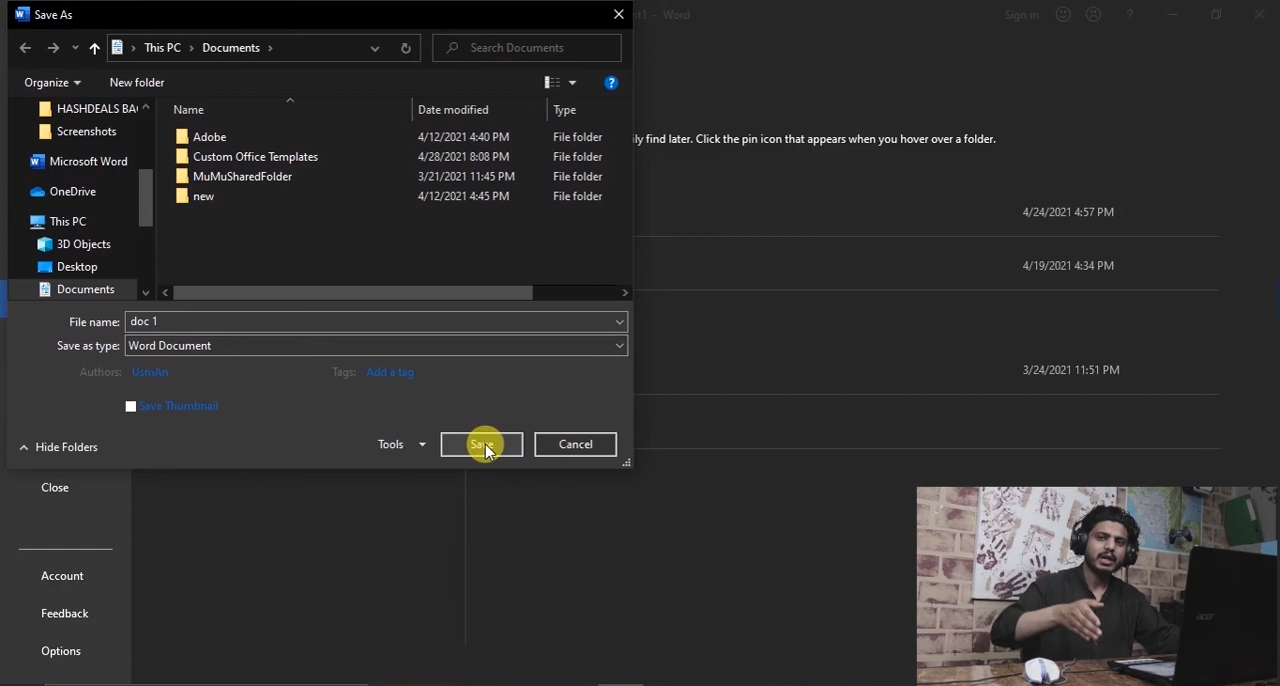 Save As
t1 - Word
Sign in
This PC > Documents >
Search Documents
Organize
New folder
Name
Date modified
Type
HASHDEALS BA
Screenshots
Microsoft Word
OneDrive
This PC
3D Objects
Desktop
Documents
Adobe 4/12/2021 4:40 PM File folder
Custom Office Templates 4/28/2021 8:08 PM File folder
MuMuSharedFolder 3/21/2021 11:45 PM File folder
new 4/12/2021 4:45 PM File folder
ily find later. Click the pin icon that appears when you hover over a folder.
4/24/2021 4:57 PM
4/19/2021 4:34 PM
3/24/2021 11:51 PM
File name: doc 1
Save as type: Word Document
Authors: UsmAn
Tags: Add a tag
Save Thumbnail
Hide Folders
Tools
Save
Cancel
Close
Account
Feedback
Options
acer